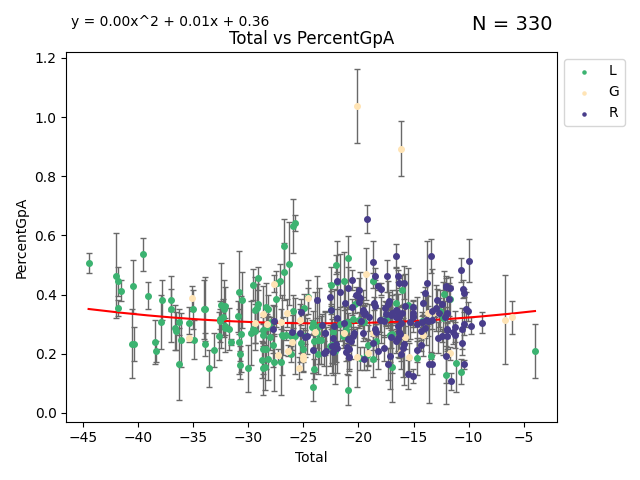 y = 0.00x^2 + 0.01x + 0.36
N = 330
Total vs PercentGpA
1.2
1.0
0.8
0.6
0.4
0.2
0.0
PercentGpA
−45 −40 −35 −30 −25 −20 −15 −10 −5
Total
L
G
R